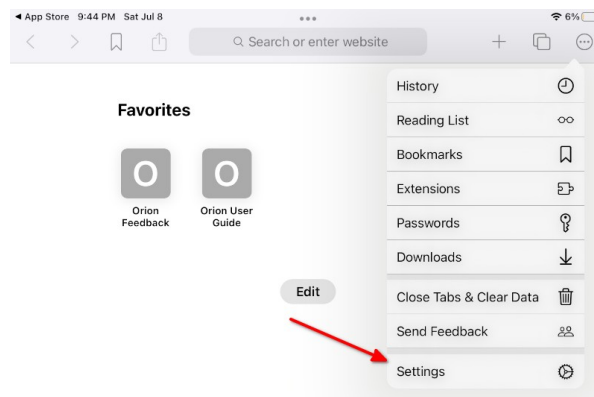 ◄ App Store 9:44 PM Sat Jul 8 6%
Search or enter website
Favorites
O O
Orion Feedback
Orion User Guide
Edit
History
Reading List
Bookmarks
Extensions
Passwords
Downloads
Close Tabs & Clear Data
Send Feedback
Settings